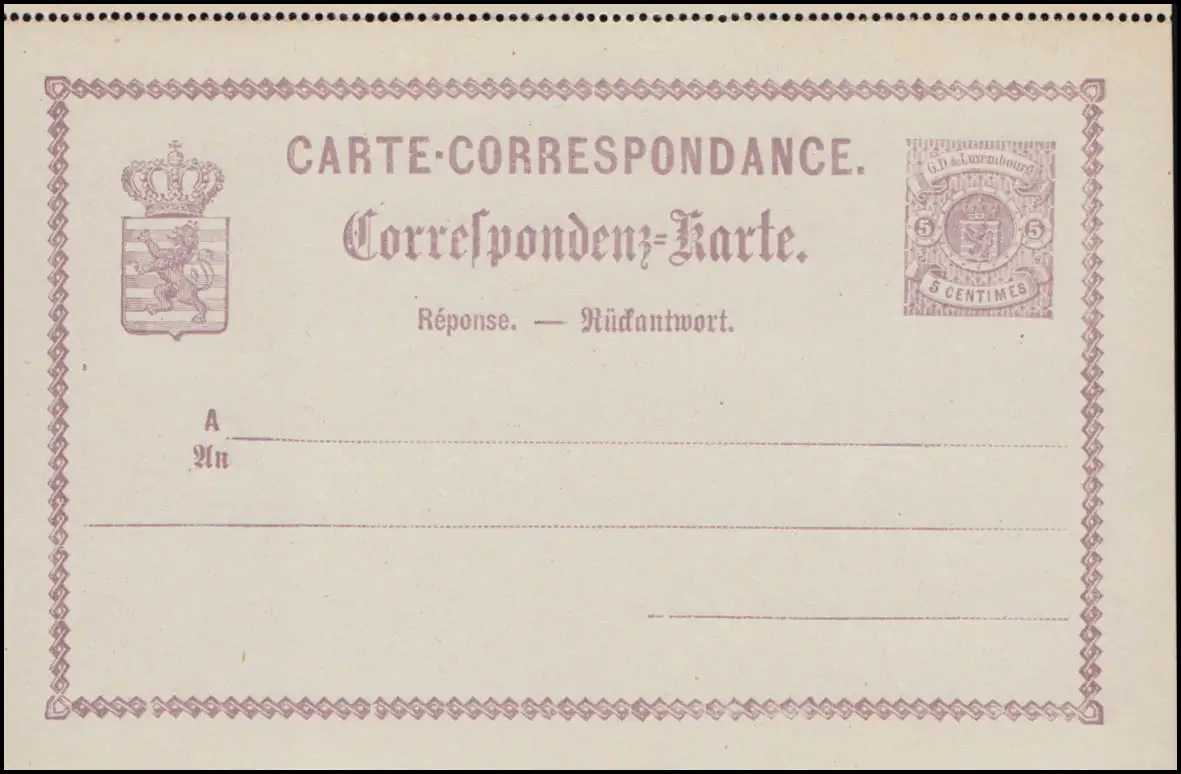 CARTE-CORRESPONDANCE.
Correſpondenz=Karte.
Réponse. — Rückantwort.
G.D. de Luxembourg
5 5
5 CENTIMES
A
An